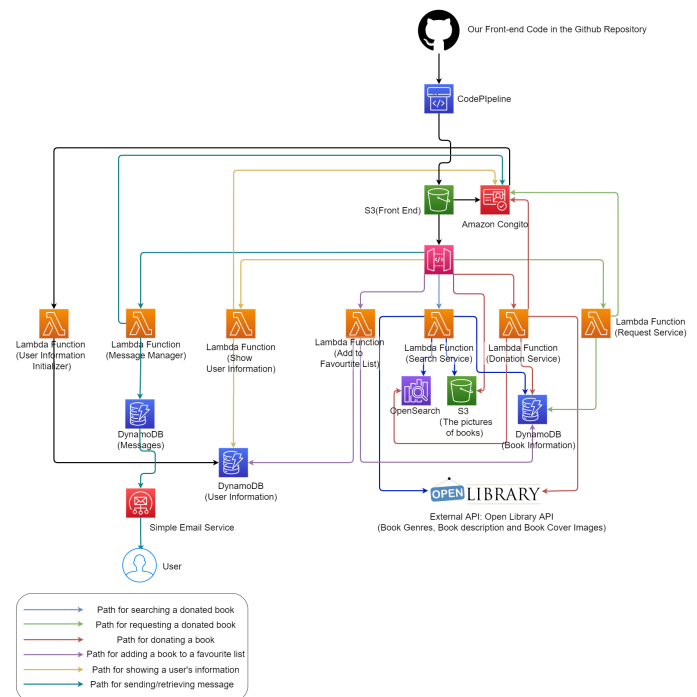 Our Front-end Code in the Github Repository
CodePIpeline
S3(Front End)
Amazon Congito
Lambda Function
(User Information
Initializer)
Lambda Function
(Message Manager)
Lambda Function
(Show
User Information)
Lambda Function
(Add to
Favourtite List)
Lambda Function
(Search Service)
Lambda Function
(Donation Service)
Lambda Function
(Request Service)
OpenSearch
S3
(The pictures
of books)
DynamoDB
(Book Information)
DynamoDB
(Messages)
DynamoDB
(User Information)
OPEN LIBRARY
External API: Open Library API
(Book Genres, Book description and Book Cover Images)
Simple Email Service
User
Path for searching a donated book
Path for requesting a donated book
Path for donating a book
Path for adding a book to a favourite list
Path for showing a user's information
Path for sending/retrieving message